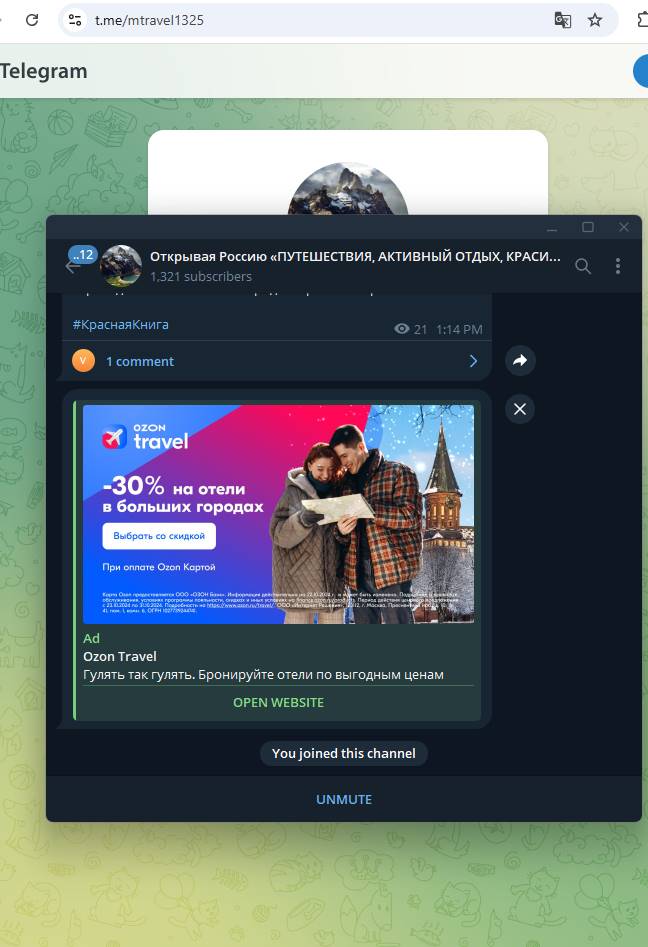 t.me/mtravel1325
Telegram
..12
Открывая Россию «ПУТЕШЕСТВИЯ, АКТИВНЫЙ ОТДЫХ, КРАСИ...
1,321 subscribers
#КраснаяКнига
21 1:14 PM
V
1 comment
OZON
travel
-30% на отели
в больших городах
Выбрать со скидкой
При оплате Ozon Картой
Ad
Ozon Travel
Гулять так гулять. Бронируйте отели по выгодным ценам
OPEN WEBSITE
You joined this channel
UNMUTE